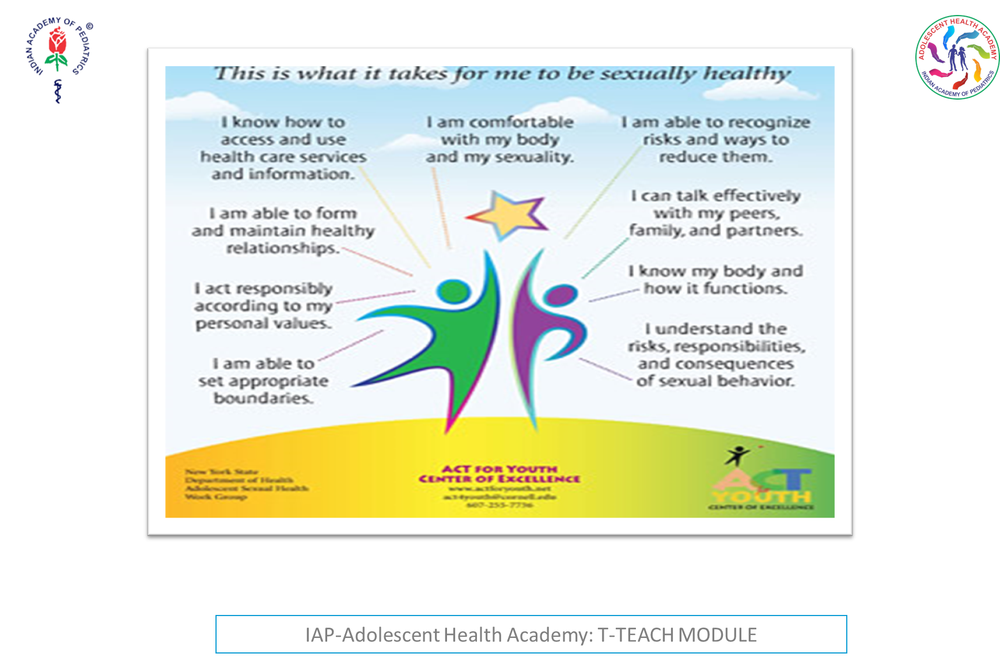 INDIAN ACADEMY OF PEDIATRICS ©
ADOLESCENT HEALTH ACADEMY
INDIAN ACADEMY OF PEDIATRICS
This is what it takes for me to be sexually healthy
I know how to
access and use
health care services
and information.
I am comfortable
with my body
and my sexuality.
I am able to recognize
risks and ways to
reduce them.
I am able to form
and maintain healthy
relationships.
I can talk effectively
with my peers,
family, and partners.
I act responsibly
according to my
personal values.
I know my body and
how it functions.
I am able to
set appropriate
boundaries.
I understand the
risks, responsibilities,
and consequences
of sexual behavior.
New York State
Department of Health
Adolescent Sexual Health
Work Group
ACT FOR YOUTH
CENTER OF EXCELLENCE
www.actforyouth.net
act4youth@cornell.edu
607-255-7736
ACT
for
YOUTH
CENTER OF EXCELLENCE
IAP-Adolescent Health Academy: T-TEACH MODULE